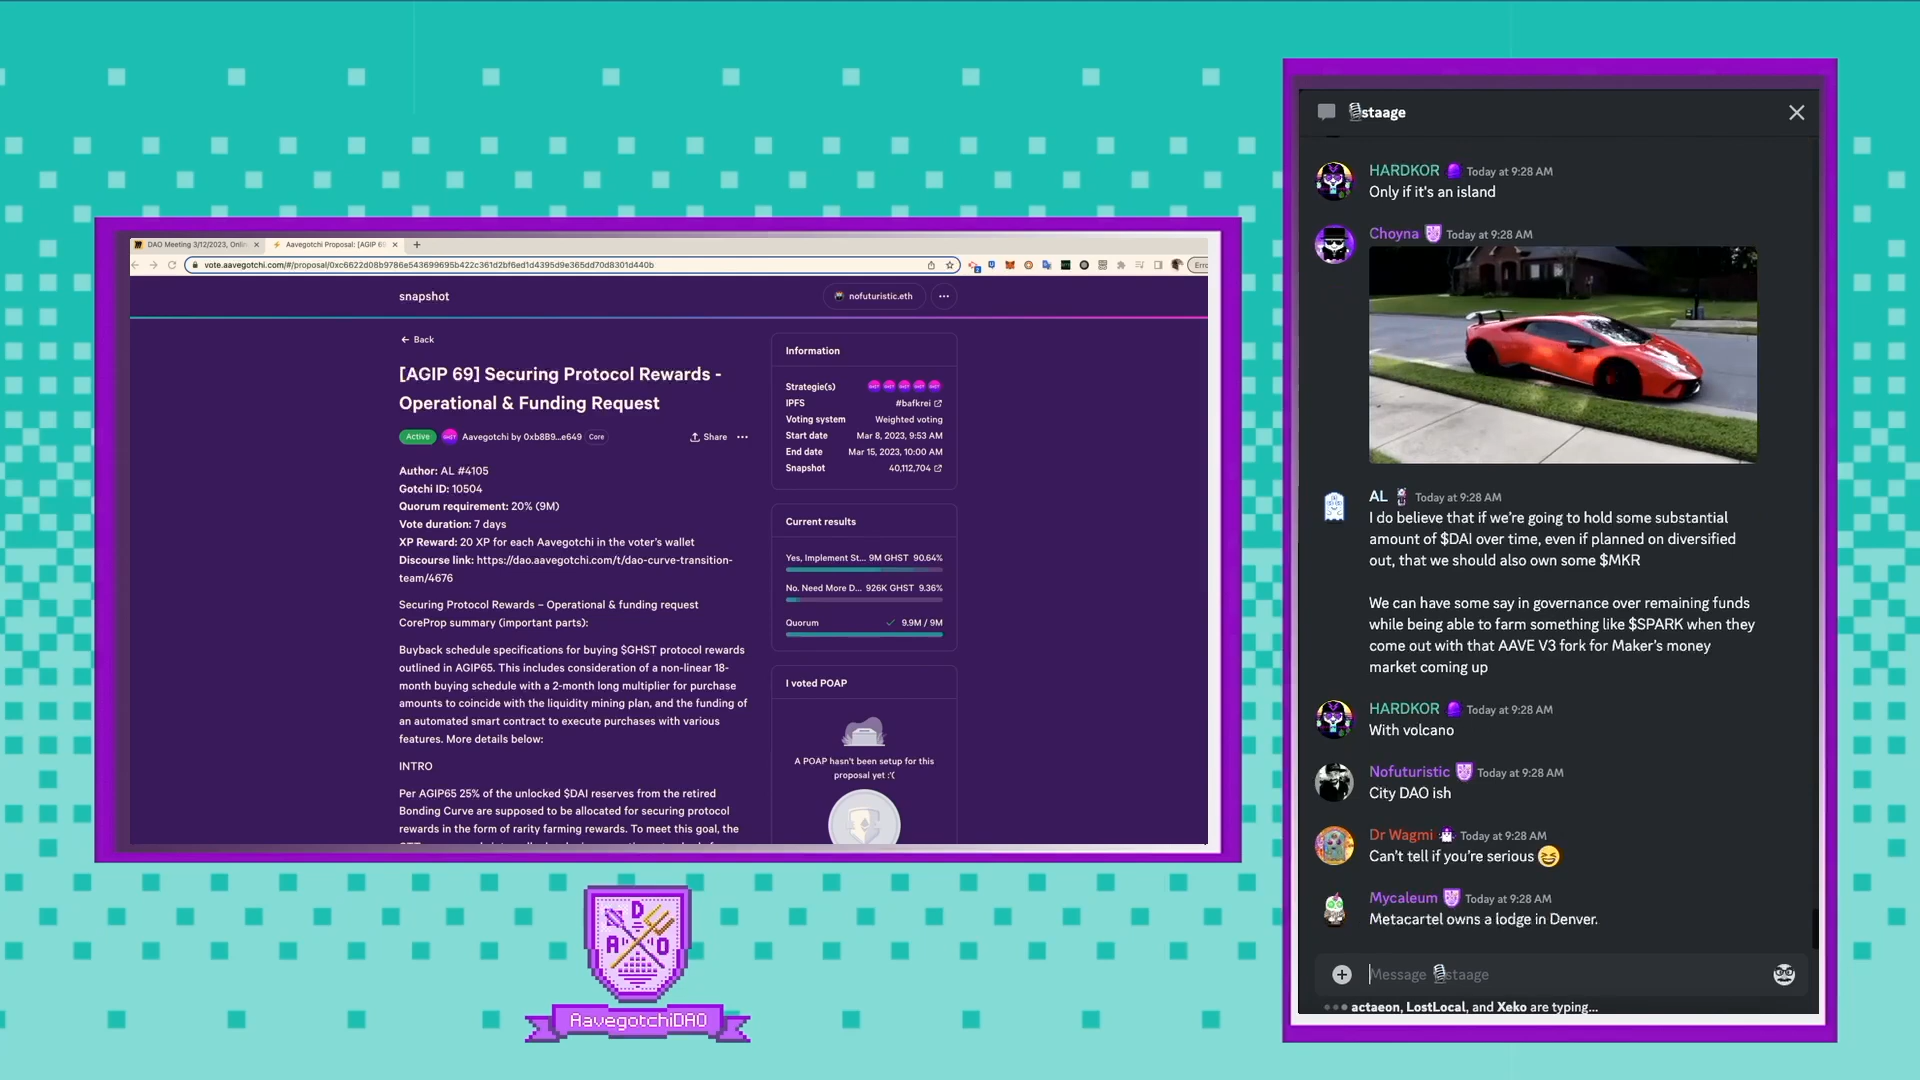 DAO Meeting 3/12/2023, Onlin
Aavegotchi Proposal: [AGIP 69
vote.aavegotchi.com/#/proposal/0xc6622d08b9786e543699695b422c361d2bf6ed1d4395d9e365dd70d8301d440b
Erro
snapshot
nofuturistic.eth
Back
[AGIP 69] Securing Protocol Rewards -
Operational & Funding Request
Active
Aavegotchi by 0xb8B9...e649
Core
Share
Author: AL #4105
Gotchi ID: 10504
Quorum requirement: 20% (9M)
Vote duration: 7 days
XP Reward: 20 XP for each Aavegotchi in the voter's wallet
Discourse link: https://dao.aavegotchi.com/t/dao-curve-transition-
team/4676
Securing Protocol Rewards – Operational & funding request
CoreProp summary (important parts):
Buyback schedule specifications for buying $GHST protocol rewards
outlined in AGIP65. This includes consideration of a non-linear 18-
month buying schedule with a 2-month long multiplier for purchase
amounts to coincide with the liquidity mining plan, and the funding of
an automated smart contract to execute purchases with various
features. More details below:
INTRO
Per AGIP65 25% of the unlocked $DAI reserves from the retired
Bonding Curve are supposed to be allocated for securing protocol
rewards in the form of rarity farming rewards. To meet this goal, the
Information
Strategie(s)
IPFS #bafkrei
Voting system Weighted voting
Start date Mar 8, 2023, 9:53 AM
End date Mar 15, 2023, 10:00 AM
Snapshot 40,112,704
Current results
Yes, Implement St... 9M GHST 90.64%
No. Need More D... 926K GHST 9.36%
Quorum 9.9M / 9M
I voted POAP
A POAP hasn't been setup for this
proposal yet :'(
DAO
AavegotchiDAO
staage
HARDKOR Today at 9:28 AM
Only if it's an island
Choyna Today at 9:28 AM
AL Today at 9:28 AM
I do believe that if we're going to hold some substantial
amount of $DAI over time, even if planned on diversified
out, that we should also own some $MKR
We can have some say in governance over remaining funds
while being able to farm something like $SPARK when they
come out with that AAVE V3 fork for Maker's money
market coming up
HARDKOR Today at 9:28 AM
With volcano
Nofuturistic Today at 9:28 AM
City DAO ish
Dr Wagmi Today at 9:28 AM
Can't tell if you're serious
Mycaleum Today at 9:28 AM
Metacartel owns a lodge in Denver.
Message staage
actaeon, LostLocal, and Xeko are typing...